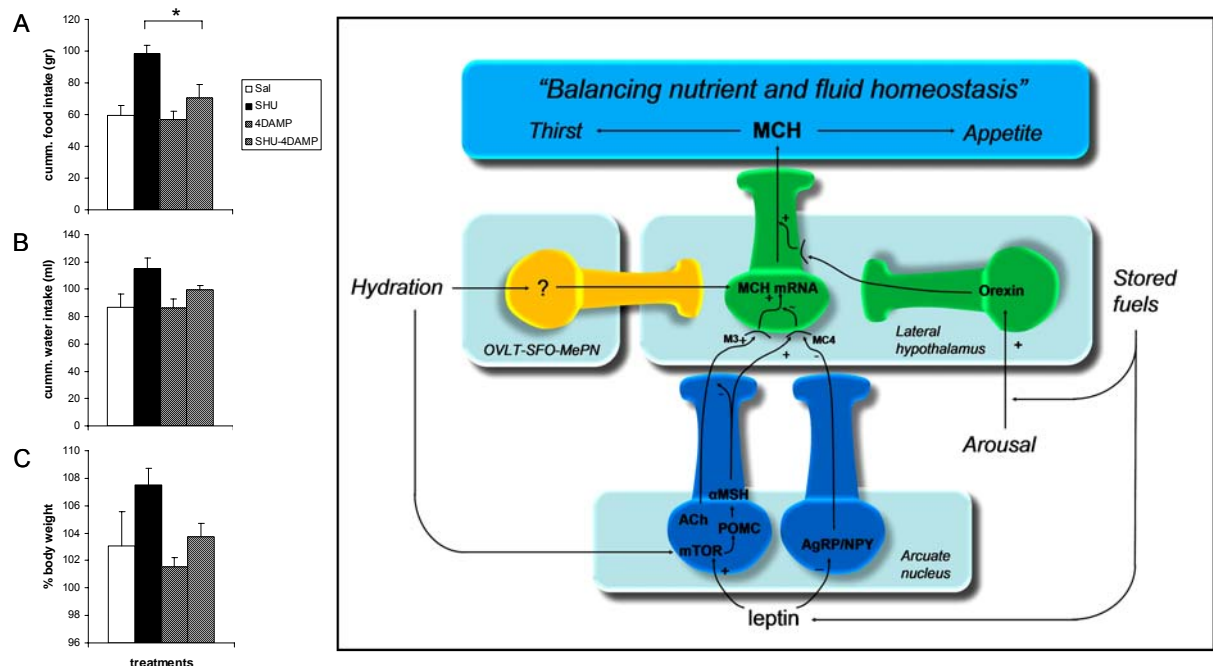 A
cumm. food intake (gr)
120
100
80
60
40
20
0
*
Sal
SHU
4DAMP
SHU-4DAMP
B
cumm. water intake (ml)
140
120
100
80
60
40
20
0
C
% body weight
110
108
106
104
102
100
98
96
treatments
"Balancing nutrient and fluid homeostasis"
Thirst MCH Appetite
+
Hydration
?
OVLT-SFO-MePN
MCH mRNA
+ -
M3+ MC4
+ -
Orexin
Lateral
hypothalamus
+
Stored
fuels
Arousal
-
αMSH
ACh
POMC
mTOR
+
AgRP/NPY
-
Arcuate
nucleus
leptin